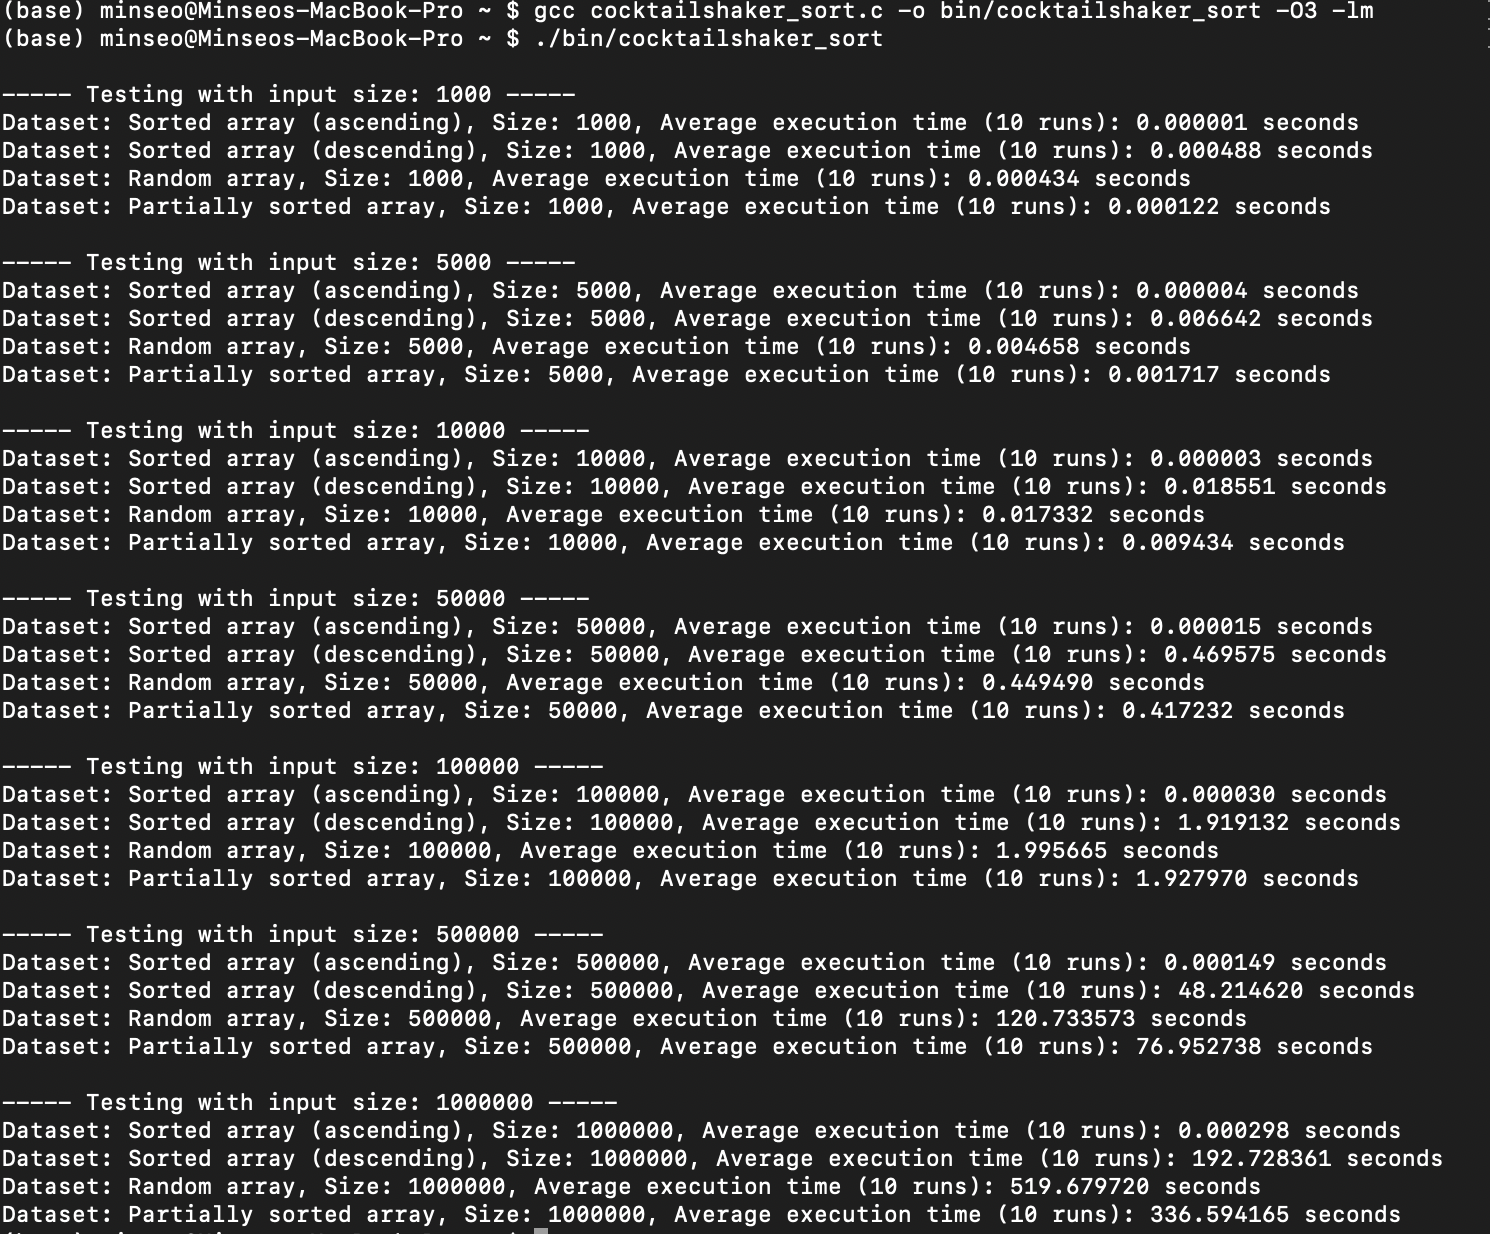 (base) minseo@Minseos-MacBook-Pro ~ $ gcc cocktailshaker_sort.c -o bin/cocktailshaker_sort -O3 -lm
(base) minseo@Minseos-MacBook-Pro ~ $ ./bin/cocktailshaker_sort
----- Testing with input size: 1000 -----
Dataset: Sorted array (ascending), Size: 1000, Average execution time (10 runs): 0.000001 seconds
Dataset: Sorted array (descending), Size: 1000, Average execution time (10 runs): 0.000488 seconds
Dataset: Random array, Size: 1000, Average execution time (10 runs): 0.000434 seconds
Dataset: Partially sorted array, Size: 1000, Average execution time (10 runs): 0.000122 seconds
----- Testing with input size: 5000 -----
Dataset: Sorted array (ascending), Size: 5000, Average execution time (10 runs): 0.000004 seconds
Dataset: Sorted array (descending), Size: 5000, Average execution time (10 runs): 0.006642 seconds
Dataset: Random array, Size: 5000, Average execution time (10 runs): 0.004658 seconds
Dataset: Partially sorted array, Size: 5000, Average execution time (10 runs): 0.001717 seconds
----- Testing with input size: 10000 -----
Dataset: Sorted array (ascending), Size: 10000, Average execution time (10 runs): 0.000003 seconds
Dataset: Sorted array (descending), Size: 10000, Average execution time (10 runs): 0.018551 seconds
Dataset: Random array, Size: 10000, Average execution time (10 runs): 0.017332 seconds
Dataset: Partially sorted array, Size: 10000, Average execution time (10 runs): 0.009434 seconds
----- Testing with input size: 50000 -----
Dataset: Sorted array (ascending), Size: 50000, Average execution time (10 runs): 0.000015 seconds
Dataset: Sorted array (descending), Size: 50000, Average execution time (10 runs): 0.469575 seconds
Dataset: Random array, Size: 50000, Average execution time (10 runs): 0.449490 seconds
Dataset: Partially sorted array, Size: 50000, Average execution time (10 runs): 0.417232 seconds
----- Testing with input size: 100000 -----
Dataset: Sorted array (ascending), Size: 100000, Average execution time (10 runs): 0.000030 seconds
Dataset: Sorted array (descending), Size: 100000, Average execution time (10 runs): 1.919132 seconds
Dataset: Random array, Size: 100000, Average execution time (10 runs): 1.995665 seconds
Dataset: Partially sorted array, Size: 100000, Average execution time (10 runs): 1.927970 seconds
----- Testing with input size: 500000 -----
Dataset: Sorted array (ascending), Size: 500000, Average execution time (10 runs): 0.000149 seconds
Dataset: Sorted array (descending), Size: 500000, Average execution time (10 runs): 48.214620 seconds
Dataset: Random array, Size: 500000, Average execution time (10 runs): 120.733573 seconds
Dataset: Partially sorted array, Size: 500000, Average execution time (10 runs): 76.952738 seconds
----- Testing with input size: 1000000 -----
Dataset: Sorted array (ascending), Size: 1000000, Average execution time (10 runs): 0.000298 seconds
Dataset: Sorted array (descending), Size: 1000000, Average execution time (10 runs): 192.728361 seconds
Dataset: Random array, Size: 1000000, Average execution time (10 runs): 519.679720 seconds
Dataset: Partially sorted array, Size: 1000000, Average execution time (10 runs): 336.594165 seconds